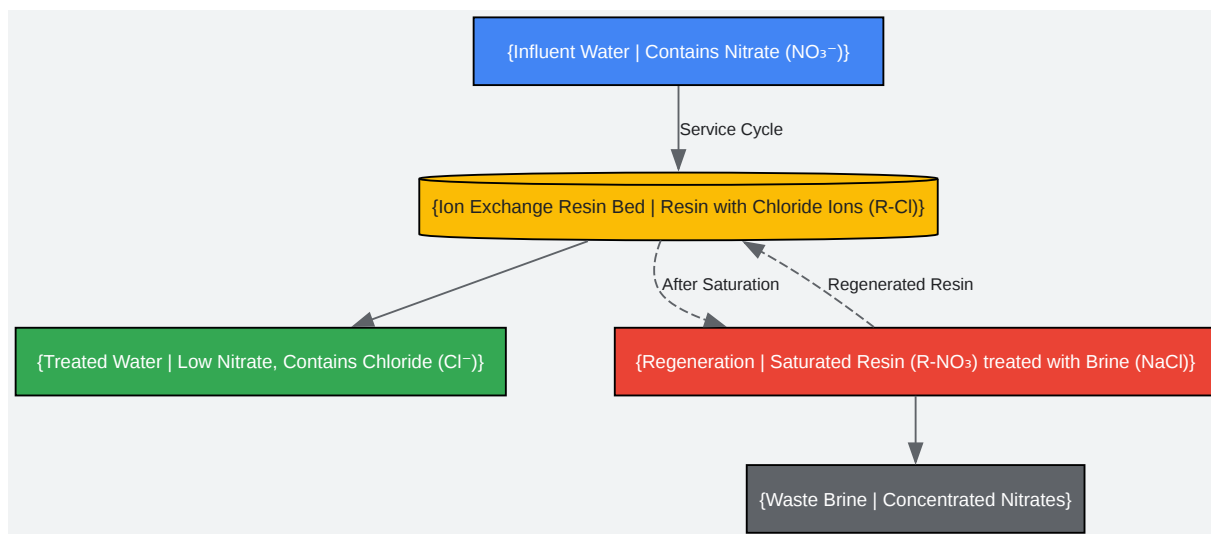 {Influent Water | Contains Nitrate (NO₃⁻)}
Service Cycle
{Ion Exchange Resin Bed | Resin with Chloride Ions (R-Cl)}
After Saturation
Regenerated Resin
{Treated Water | Low Nitrate, Contains Chloride (Cl⁻)}
{Regeneration | Saturated Resin (R-NO₃) treated with Brine (NaCl)}
{Waste Brine | Concentrated Nitrates}